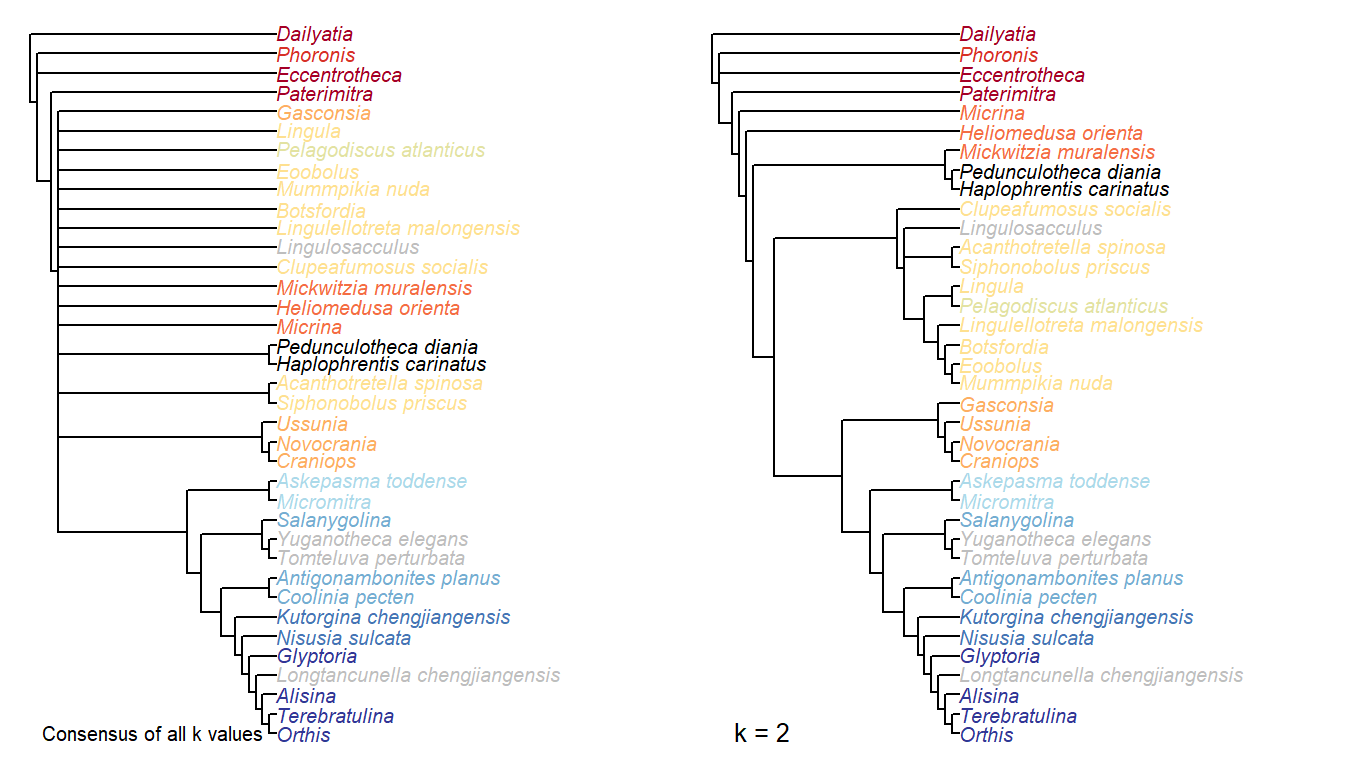 Dailyatia
Phoronis
Eccentrotheca
Paterimitra
Gasconsia
Lingula
Pelagodiscus atlanticus
Eoobolus
Mummpikia nuda
Botsfordia
Lingulellotreta malongensis
Lingulosacculus
Clupeafumosus socialis
Mickwitzia muralensis
Heliomedusa orienta
Micrina
Pedunculotheca diania
Haplophrentis carinatus
Acanthotretella spinosa
Siphonobolus priscus
Ussunia
Novocrania
Craniops
Askepasma toddense
Micromitra
Salanygolina
Yuganotheca elegans
Tomteluva perturbata
Antigonambonites planus
Coolinia pecten
Kutorgina chengjiangensis
Nisusia sulcata
Glyptoria
Longtancunella chengjiangensis
Alisina
Terebratulina
Orthis
Consensus of all k values
Dailyatia
Phoronis
Eccentrotheca
Paterimitra
Micrina
Heliomedusa orienta
Mickwitzia muralensis
Pedunculotheca diania
Haplophrentis carinatus
Clupeafumosus socialis
Lingulosacculus
Acanthotretella spinosa
Siphonobolus priscus
Lingula
Pelagodiscus atlanticus
Lingulellotreta malongensis
Botsfordia
Eoobolus
Mummpikia nuda
Gasconsia
Ussunia
Novocrania
Craniops
Askepasma toddense
Micromitra
Salanygolina
Yuganotheca elegans
Tomteluva perturbata
Antigonambonites planus
Coolinia pecten
Kutorgina chengjiangensis
Nisusia sulcata
Glyptoria
Longtancunella chengjiangensis
Alisina
Terebratulina
Orthis
k = 2